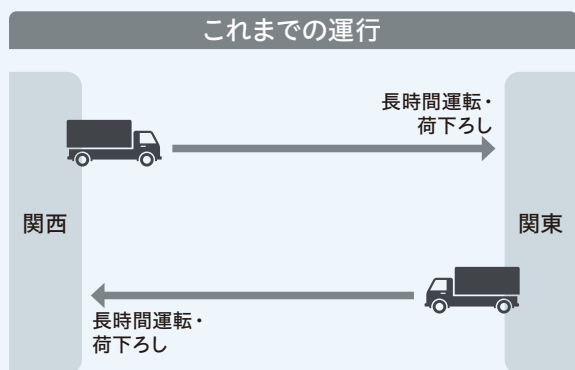 これまでの運行
長時間運転・
荷下ろし
関西
関東
長時間運転・
荷下ろし